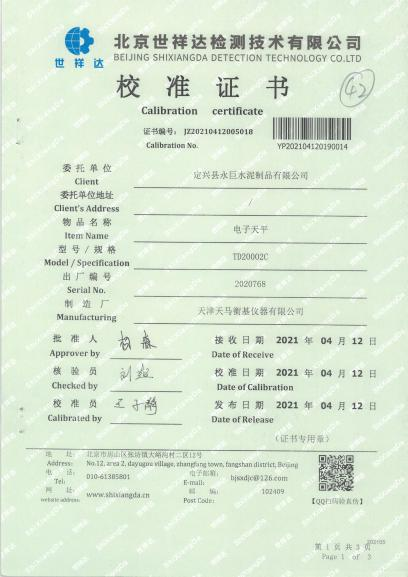 世祥达
北京世祥达检测技术有限公司
BEIJING SHIXIANGDA DETECTION TECHNOLOGY CO.LTD
校 准 证 书
42
Calibration certificate
证书编号: JZ20210412005018
Calibration No.
YP202104120190014
委 托 单 位 定兴县永巨水泥制品有限公司
Client
委托单位地址 /
Client's Address
物 品 名 称 电子天平
Item Name
型 号 / 规 格 TD20002C
Model / Specification
出 厂 编 号 2020768
Serial No.
制 造 厂 天津天马衡基仪器有限公司
Manufacturing
批 准 人 接 收 日 期 2021 年 04 月 12 日
Approver by Date of Receive
核 验 员 校 准 日 期 2021 年 04 月 12 日
Checked by Date of Calibration
校 准 员 发 布 日 期 2021 年 04 月 12 日
Calibrated by Date of Release
(证书专用章)
地 址: 北京市房山区张坊镇大峪沟村二区12号
Address: No.12, area 2, dayugou village, zhangfang town, fangshan district, Beijing
电 话: 010-61385801 电子邮箱: bjsxdjc@126.com
Tel: E-mail:
网 址: www.shixiangda.cn 邮 编: 102409
website address: Post Code:
【QQ扫码验真伪】
第 1 页 共 3 页
Page 1 of 3